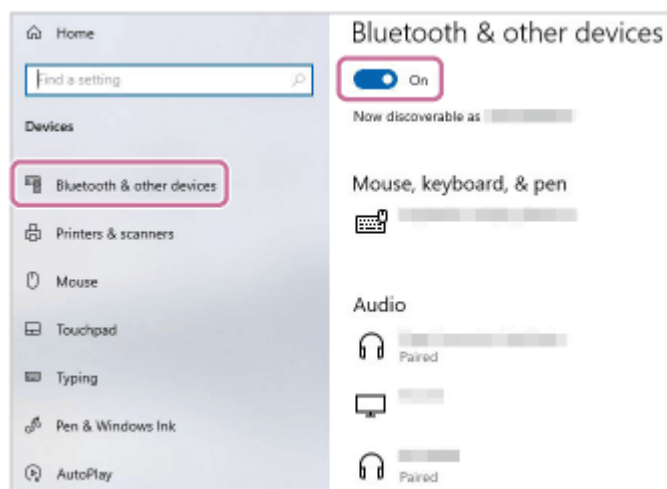 Home
Find a setting
Devices
Bluetooth & other devices
Printers & scanners
Mouse
Touchpad
Typing
Pen & Windows Ink
AutoPlay
Bluetooth & other devices
On
Now discoverable as
Mouse, keyboard, & pen
Audio
Paired
Paired